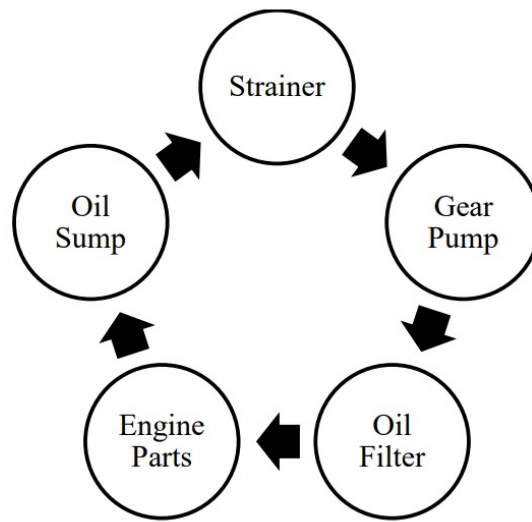 Strainer
Oil
Sump
Gear
Pump
Engine
Parts
Oil
Filter